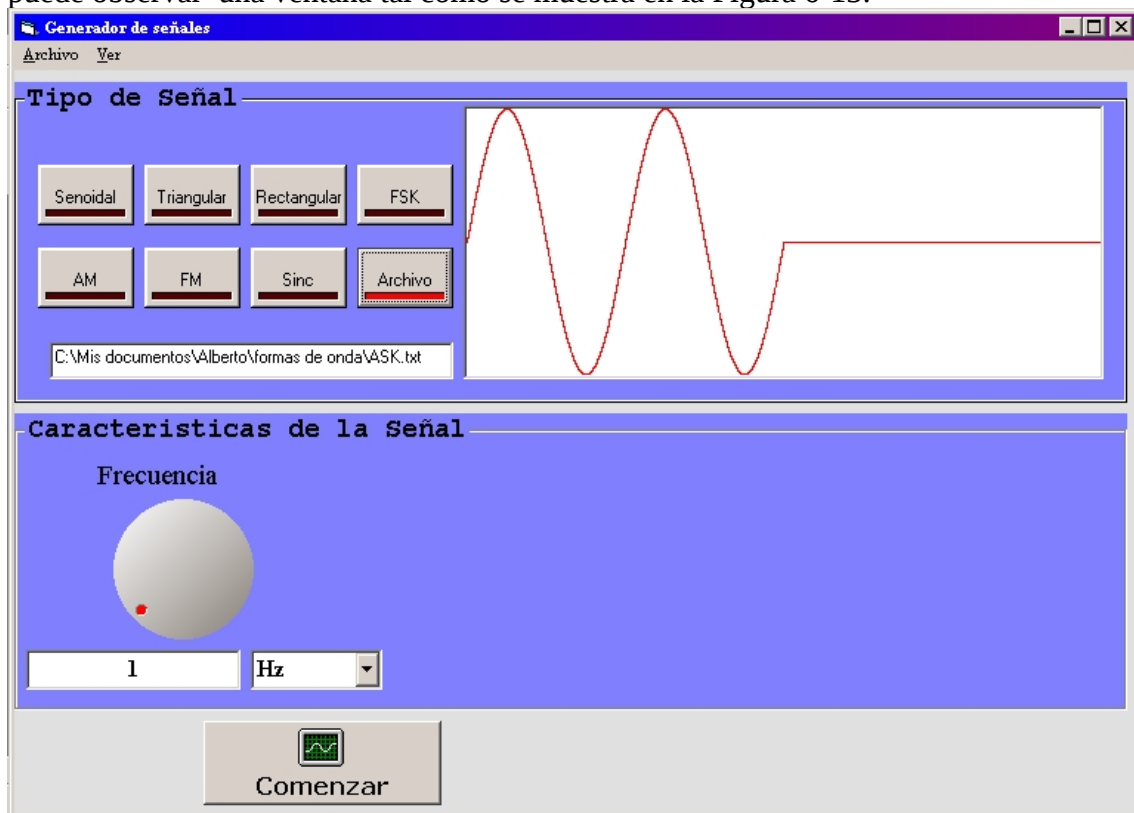 puede observar una ventana tal como se muestra en la Figura 6-15.
Generador de señales
Archivo Ver
Tipo de Señal
Senoidal Triangular Rectangular FSK
AM FM Sinc Archivo
C:\Mis documentos\Alberto\formas de onda\ASK.txt
Caracteristicas de la Señal
Frecuencia
1 Hz
Comenzar